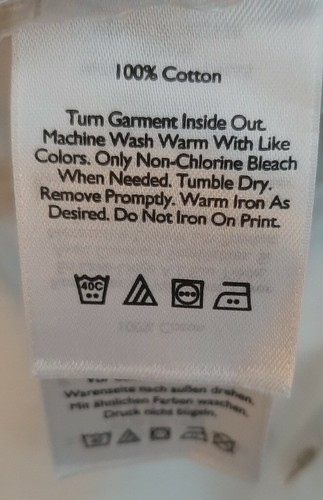 100% Cotton
Turn Garment Inside Out.
Machine Wash Warm With Like
Colors. Only Non-Chlorine Bleach
When Needed. Tumble Dry.
Remove Promptly. Warm Iron As
Desired. Do Not Iron On Print.
40C
Warenseite nach außen drehen.
Mit ähnlichen Farben waschen.
Druck nicht bügeln.